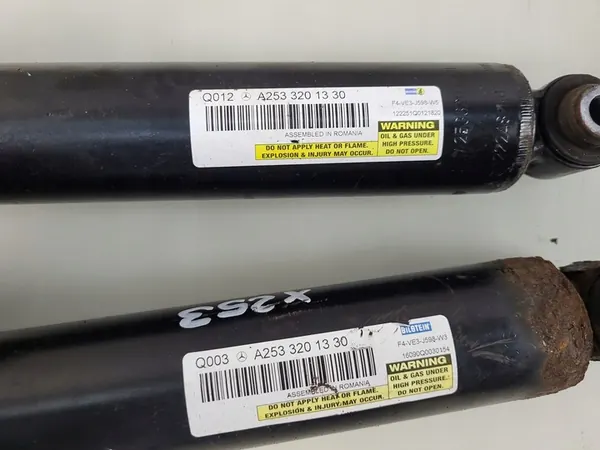 Q012 A253 320 13 30
F4-VE3-J598-W6
122251Q0121820
ASSEMBLED IN ROMANIA
DO NOT APPLY HEAT OR FLAME.
EXPLOSION & INJURY MAY OCCUR.
WARNING
OIL & GAS UNDER
HIGH PRESSURE.
DO NOT OPEN.
X253
Q003 A253 320 13 30
BILSTEIN
F4-VE3-J598-W3
16090Q0030154
ASSEMBLED IN ROMANIA
DO NOT APPLY HEAT OR FLAME.
EXPLOSION & INJURY MAY OCCUR.
WARNING
OIL & GAS UNDER
HIGH PRESSURE.
DO NOT OPEN.